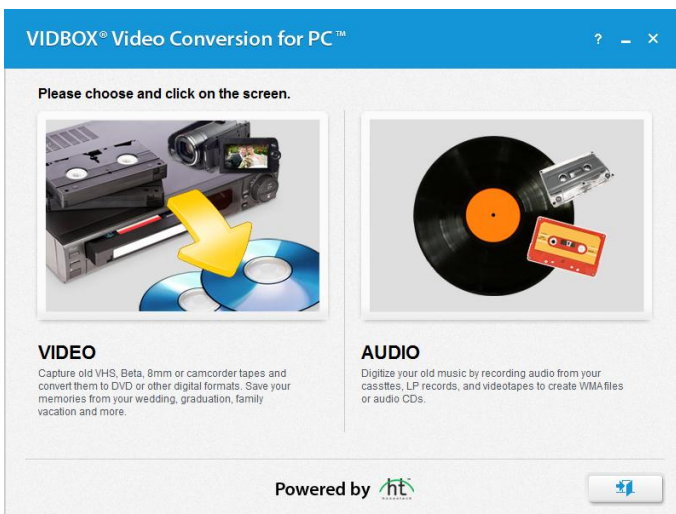 VIDBOX® Video Conversion for PC™
?
Please choose and click on the screen.
VIDEO
Capture old VHS, Beta, 8mm or camcorder tapes and
convert them to DVD or other digital formats. Save your
memories from your wedding, graduation, family
vacation and more.
AUDIO
Digitize your old music by recording audio from your
cassttes, LP records, and videotapes to create WMA files
or audio CDs.
Powered by ht
honestech